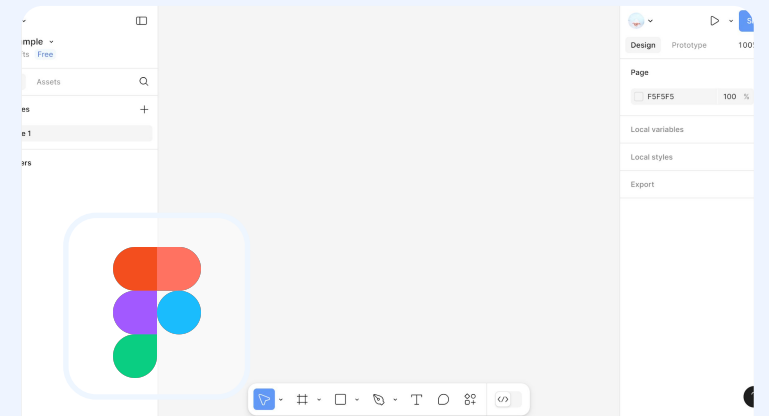 mple
ts Free
Assets
es
e 1
ers
S
Design Prototype 100
Page
F5F5F5 100 %
Local variables
Local styles
Export